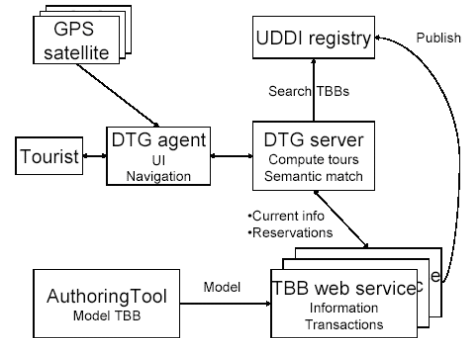 GPS
satellite
UDDI registry
Publish
Search TBBs
Tourist
DTG agent
UI
Navigation
DTG server
Compute tours
Semantic match
•Current info
•Reservations
AuthoringTool
Model TBB
Model
e
c
TBB web service
Information
Transactions